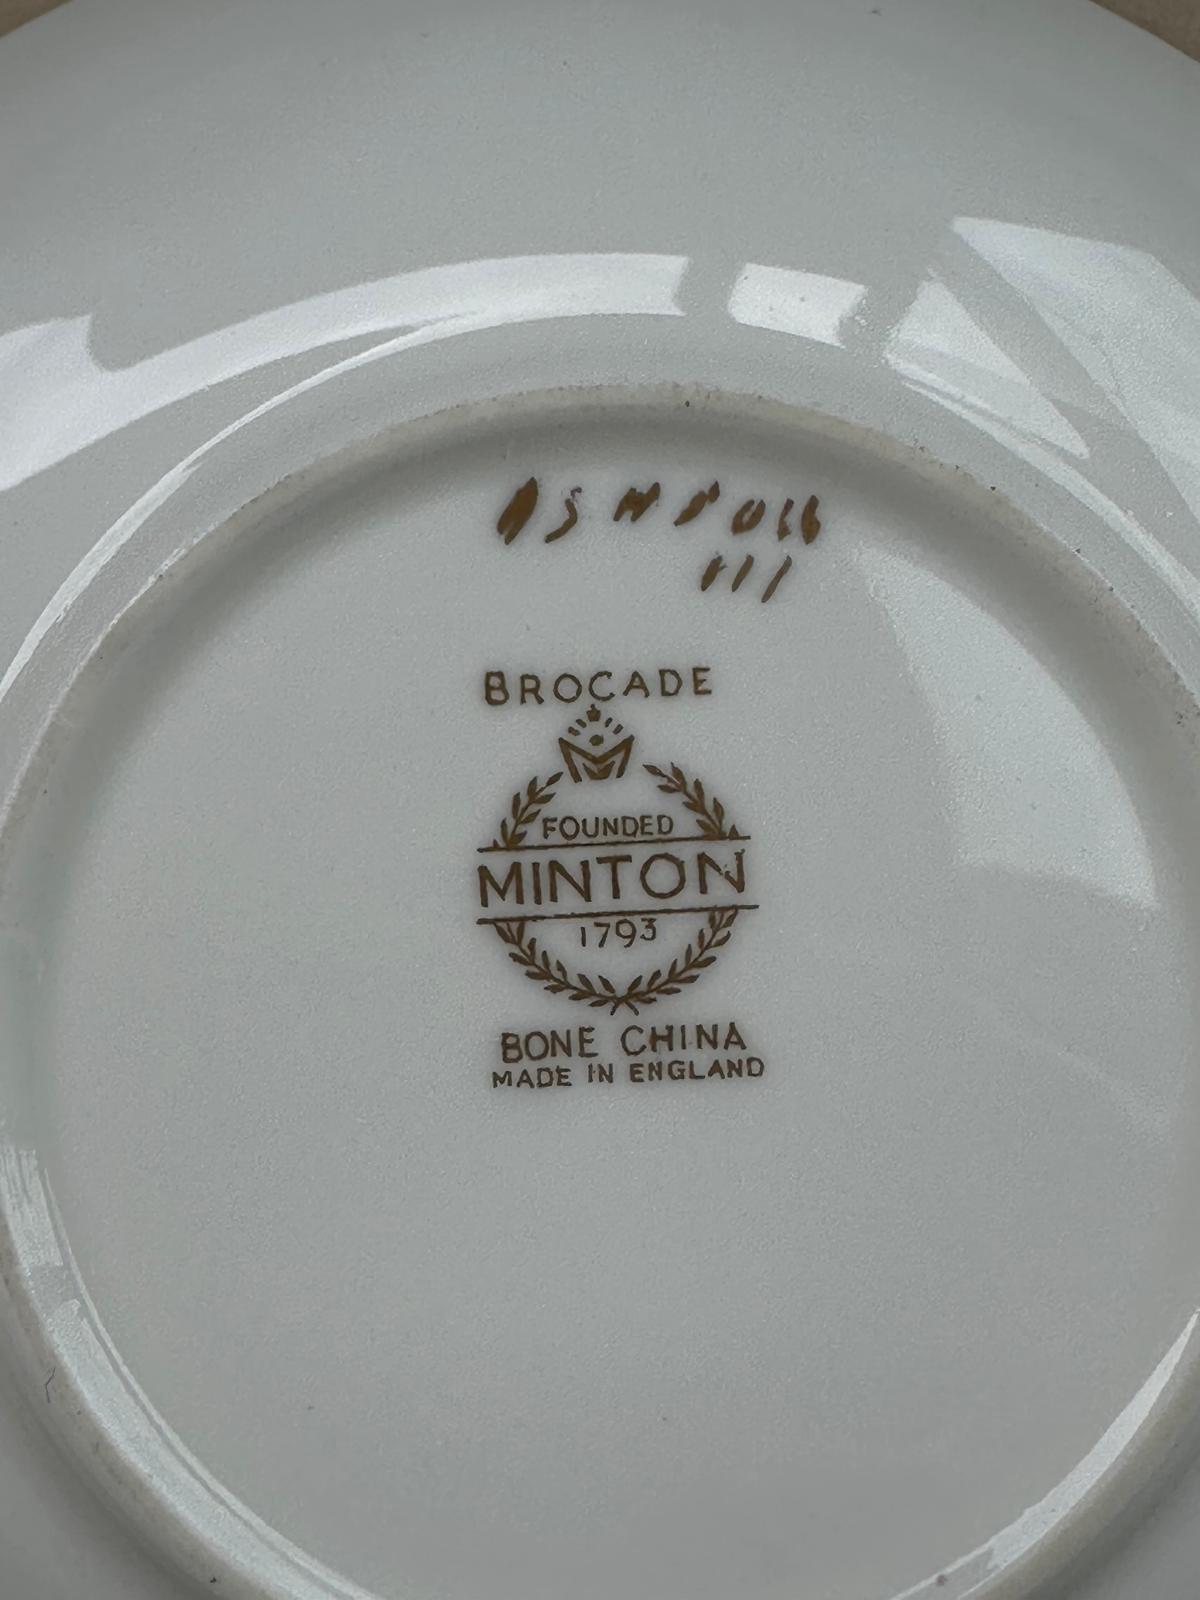 BROCADE
FOUNDED
MINTON
1793
BONE CHINA
MADE IN ENGLAND